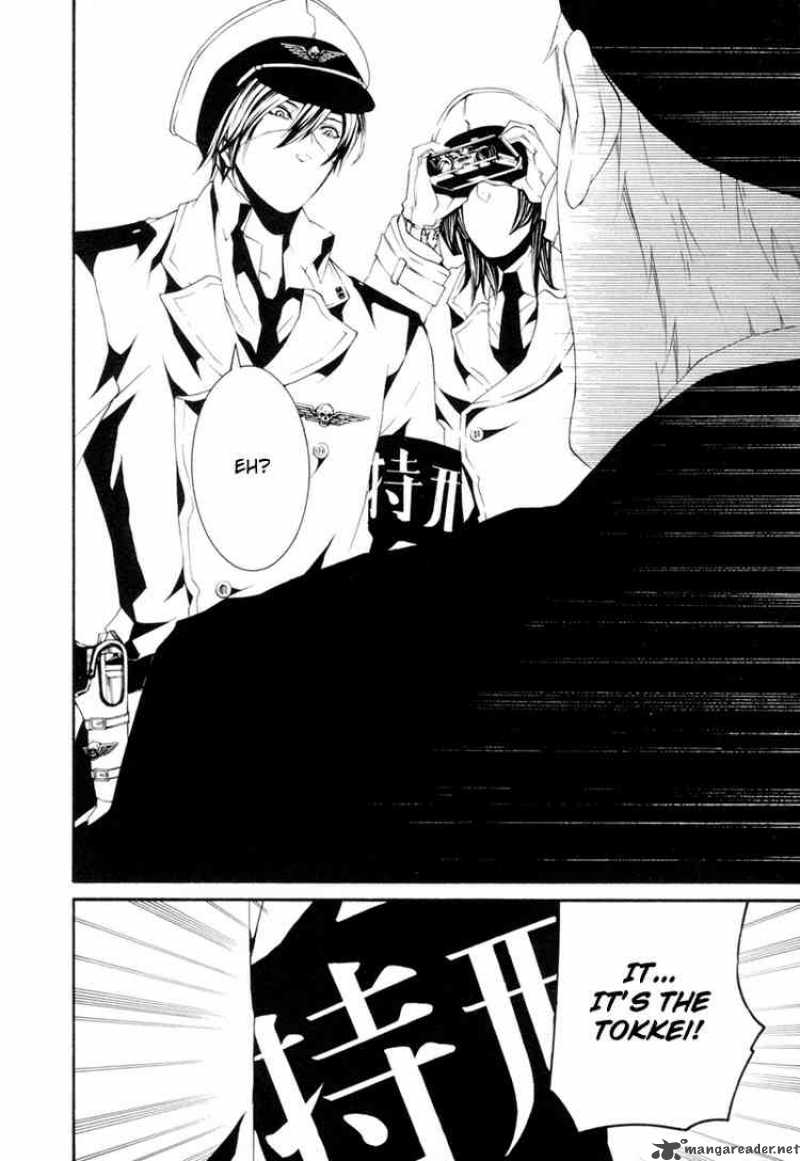 EH?
特刑
IT...
IT'S THE
TOKKEI!
特刑
mangareader.net